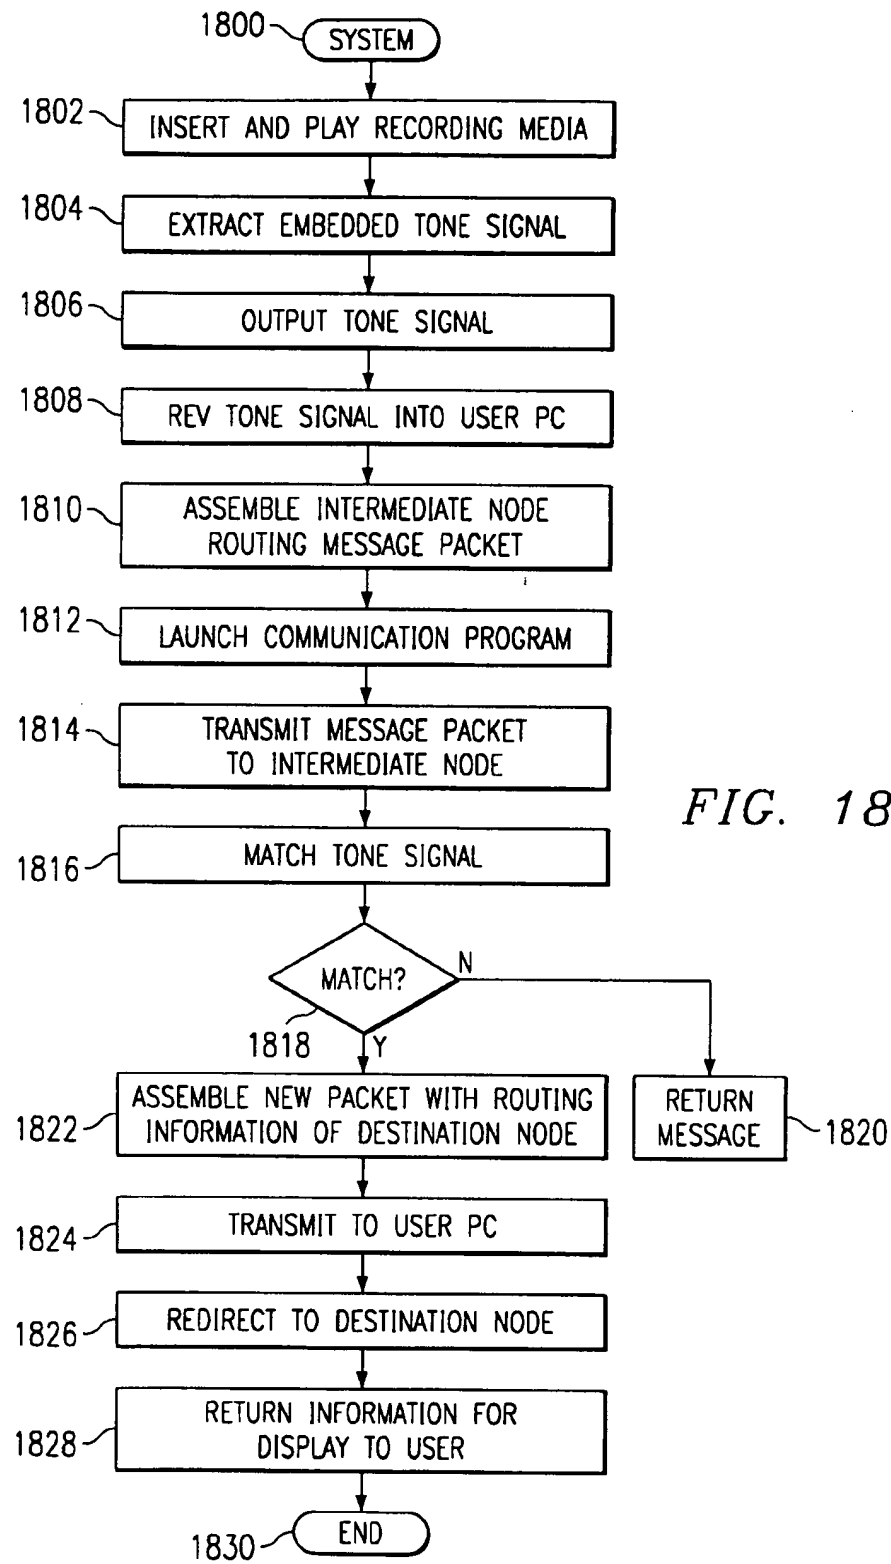 1800
SYSTEM
1802
INSERT AND PLAY RECORDING MEDIA
1804
EXTRACT EMBEDDED TONE SIGNAL
1806
OUTPUT TONE SIGNAL
1808
REV TONE SIGNAL INTO USER PC
1810
ASSEMBLE INTERMEDIATE NODE
ROUTING MESSAGE PACKET
1812
LAUNCH COMMUNICATION PROGRAM
1814
TRANSMIT MESSAGE PACKET
TO INTERMEDIATE NODE
FIG. 18
1816
MATCH TONE SIGNAL
MATCH?
N
1818
Y
1822
ASSEMBLE NEW PACKET WITH ROUTING
INFORMATION OF DESTINATION NODE
RETURN
MESSAGE
1820
1824
TRANSMIT TO USER PC
1826
REDIRECT TO DESTINATION NODE
1828
RETURN INFORMATION FOR
DISPLAY TO USER
1830
END